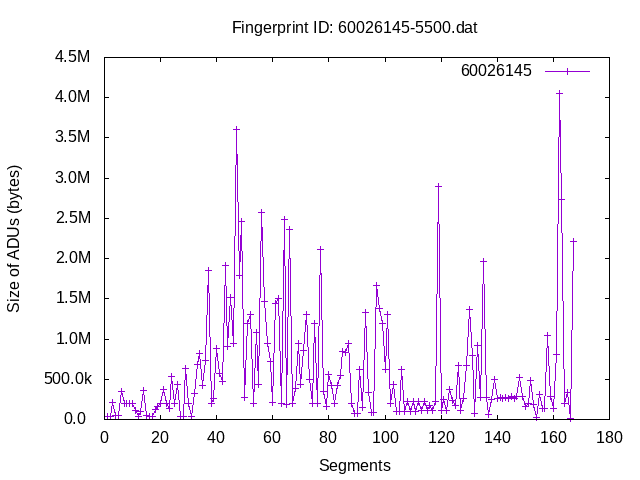 Fingerprint ID: 60026145-5500.dat
4.5M
60026145
4.0M
3.5M
3.0M
2.5M
2.0M
1.5M
1.0M
500.0k
0.0
0 20 40 60 80 100 120 140 160 180
Size of ADUs (bytes)
Segments